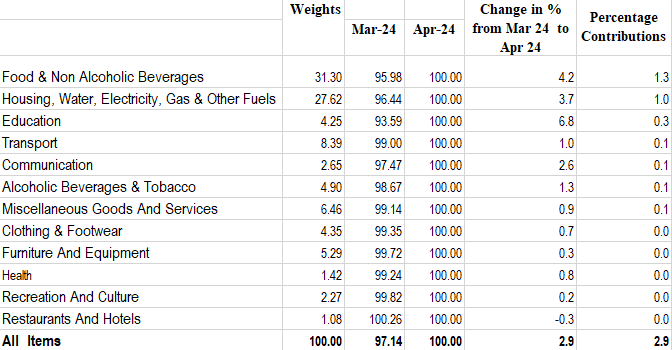 Weights Mar-24 Apr-24 Change in % from Mar 24 to Apr 24 Percentage Contributions
Food & Non Alcoholic Beverages 31.30 95.98 100.00 4.2 1.3
Housing, Water, Electricity, Gas & Other Fuels 27.62 96.44 100.00 3.7 1.0
Education 4.25 93.59 100.00 6.8 0.3
Transport 8.39 99.00 100.00 1.0 0.1
Communication 2.65 97.47 100.00 2.6 0.1
Alcoholic Beverages & Tobacco 4.90 98.67 100.00 1.3 0.1
Miscellaneous Goods And Services 6.46 99.14 100.00 0.9 0.1
Clothing & Footwear 4.35 99.35 100.00 0.7 0.0
Furniture And Equipment 5.29 99.72 100.00 0.3 0.0
Health 1.42 99.24 100.00 0.8 0.0
Recreation And Culture 2.27 99.82 100.00 0.2 0.0
Restaurants And Hotels 1.08 100.26 100.00 -0.3 0.0
All Items 100.00 97.14 100.00 2.9 2.9